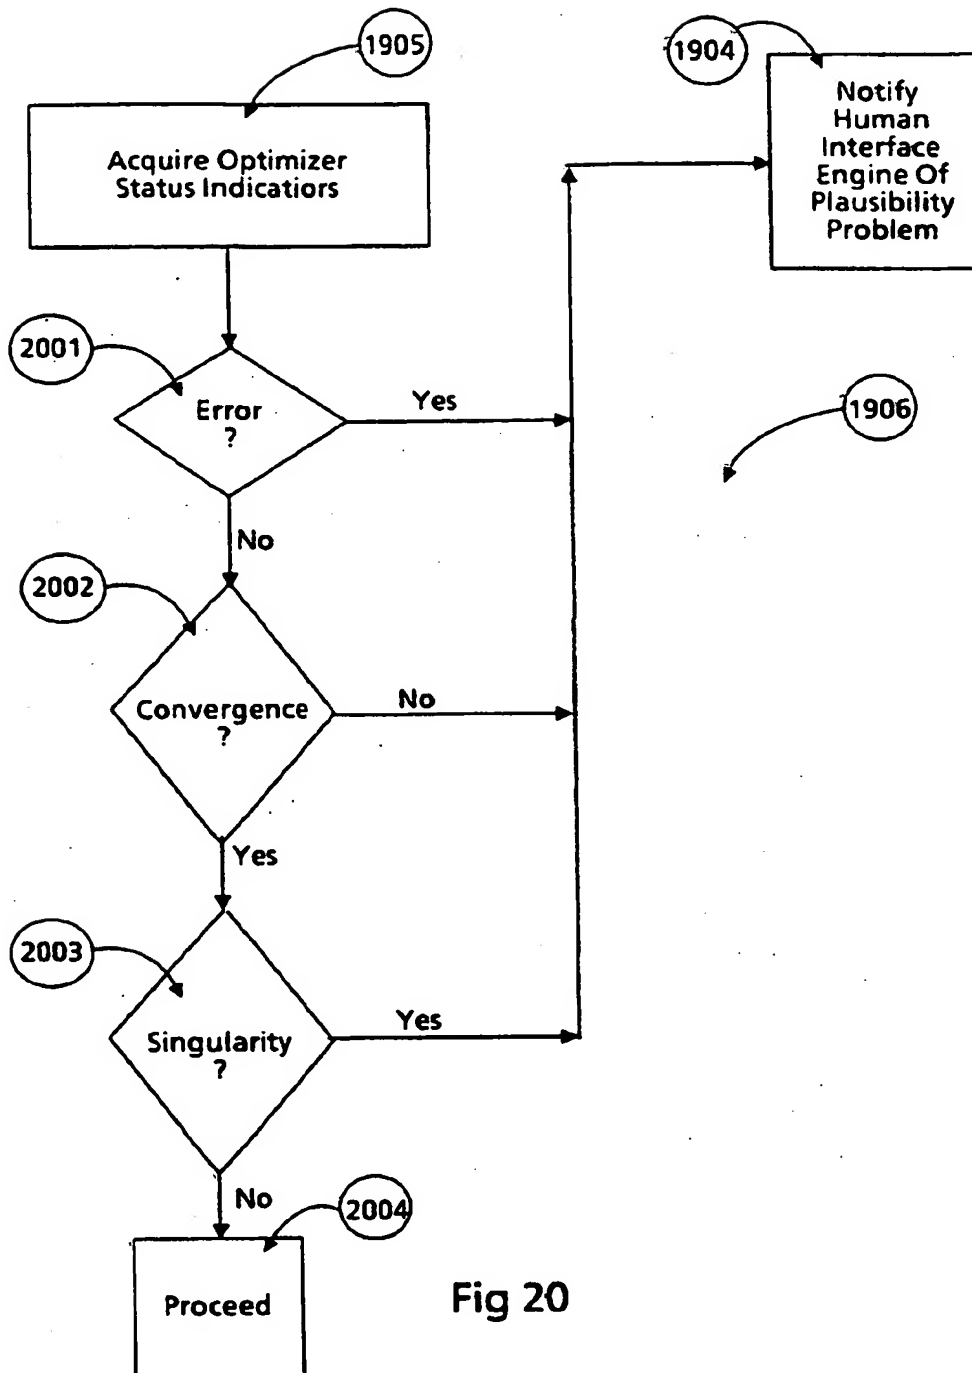 1905
1904
Acquire Optimizer
Status Indicatiors
Notify
Human
Interface
Engine Of
Plausibility
Problem
2001
Error
?
Yes
1906
No
2002
Convergence
?
No
Yes
2003
Singularity
?
Yes
No
2004
Proceed
Fig 20